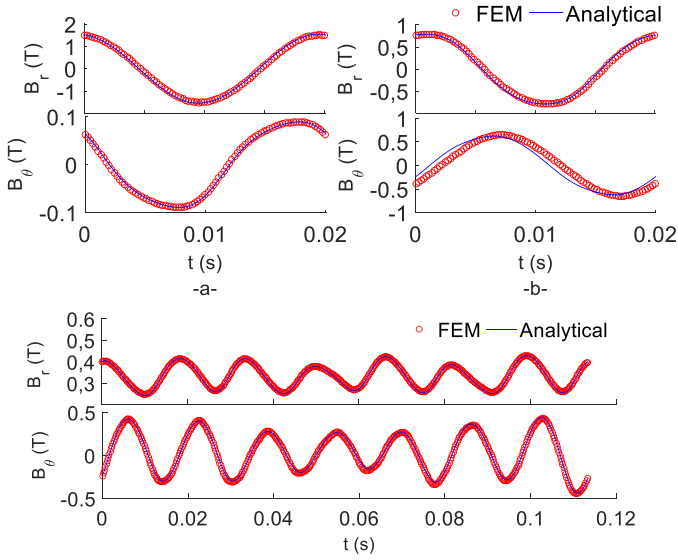 FEM Analytical
2
1
0
-1
B_r (T)
0.1
0
-0.1
B_θ (T)
0 0.01 0.02
t (s)
-a-
1
0,5
0
-0,5
-1
B_r (T)
1
0.5
0
-0.5
-1
B_θ (T)
0 0.01 0.02
t (s)
-b-
FEM Analytical
0.6
0.5
0.4
0,3
B_r (T)
0.5
0
-0.5
B_θ (T)
0 0.02 0.04 0.06 0.08 0.1 0.12
t (s)